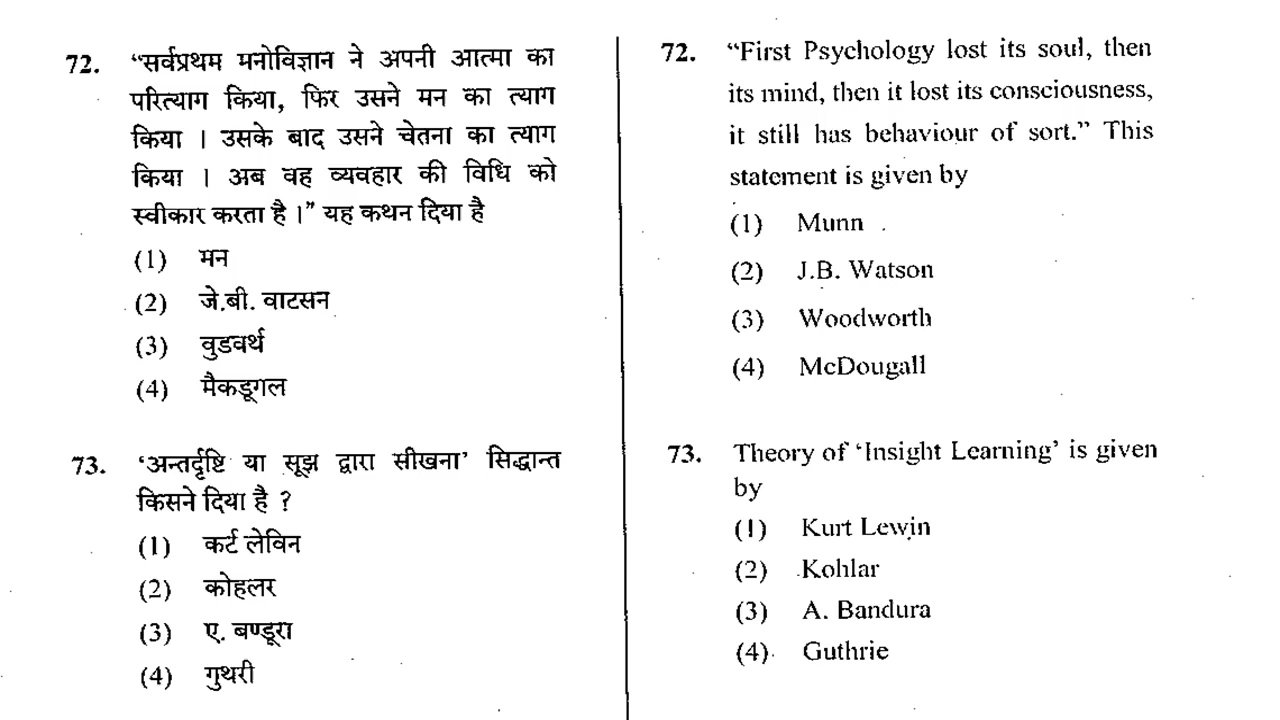 72. “सर्वप्रथम मनोविज्ञान ने अपनी आत्मा का
परित्याग किया, फिर उसने मन का त्याग
किया । उसके बाद उसने चेतना का त्याग
किया । अब वह व्यवहार की विधि को
स्वीकार करता है ।” यह कथन दिया है
(1) मन
(2) जे.बी. वाटसन
(3) वुडवर्थ
(4) मैकडूगल
73. ‘अन्तर्दृष्टि या सूझ द्वारा सीखना’ सिद्धान्त
किसने दिया है ?
(1) कर्ट लेविन
(2) कोहलर
(3) ए. बण्डूरा
(4) गुथरी
72. “First Psychology lost its soul, then
its mind, then it lost its consciousness,
it still has behaviour of sort.” This
statement is given by
(1) Munn
(2) J.B. Watson
(3) Woodworth
(4) McDougall
73. Theory of ‘Insight Learning’ is given
by
(1) Kurt Lewin
(2) Kohlar
(3) A. Bandura
(4) Guthrie